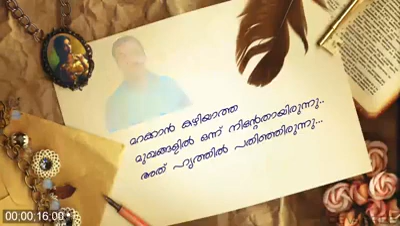 മറക്കാൻ കഴിയാത്ത
മുഖങ്ങളിൽ ഒന്ന് നിന്റേതായിരുന്നു..
അത് ഹൃത്തിൽ പതിഞ്ഞിരുന്നു...
00:00:16:00